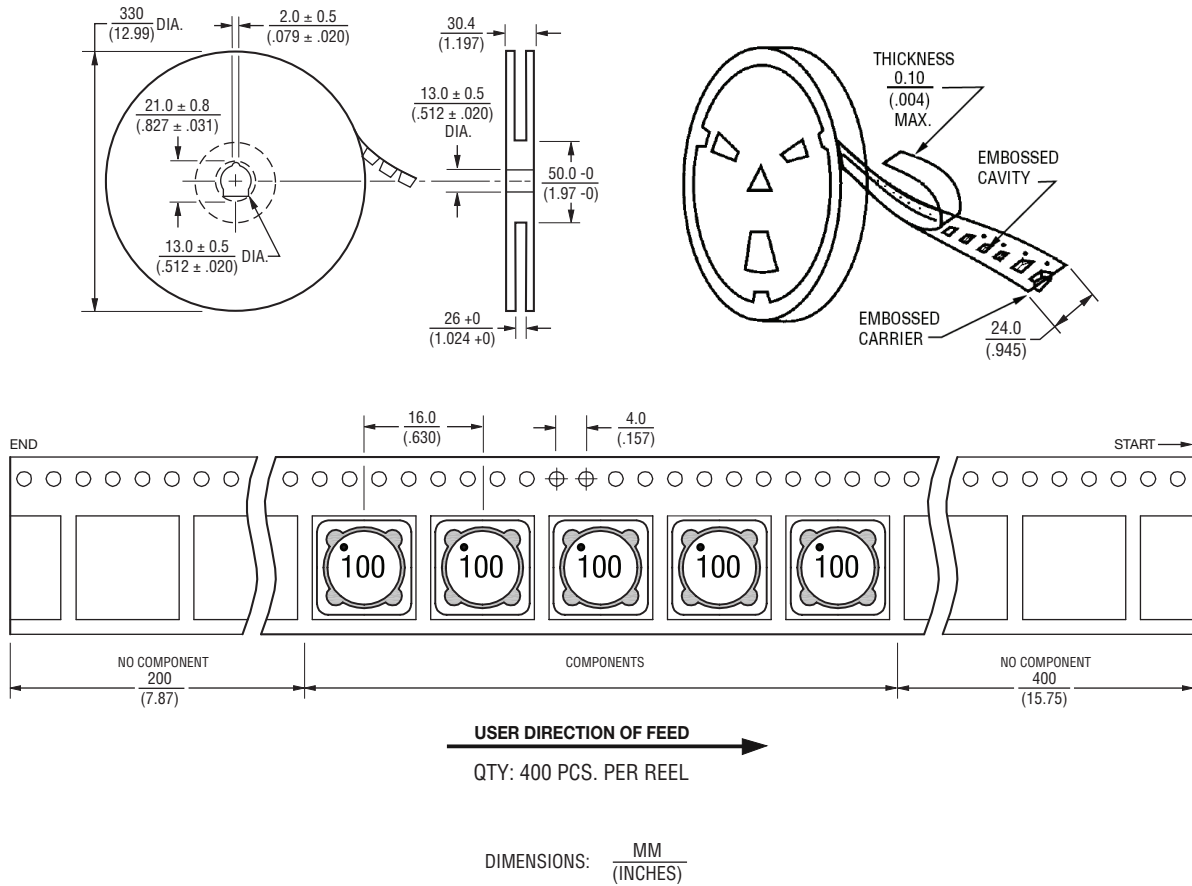 330
(12.99)
DIA.
2.0 ± 0.5
(.079 ± .020)
30.4
(1.197)
21.0 ± 0.8
(.827 ± .031)
13.0 ± 0.5
(.512 ± .020)
DIA.
50.0 -0
(1.97 -0)
13.0 ± 0.5
(.512 ± .020)
DIA.
26 +0
(1.024 +0)
THICKNESS
0.10
(.004)
MAX.
EMBOSSED
CAVITY
EMBOSSED
CARRIER
24.0
(.945)
16.0
(.630)
4.0
(.157)
END
START
100
100
100
100
100
NO COMPONENT
200
(7.87)
COMPONENTS
NO COMPONENT
400
(15.75)
USER DIRECTION OF FEED
QTY: 400 PCS. PER REEL
DIMENSIONS:
MM
(INCHES)